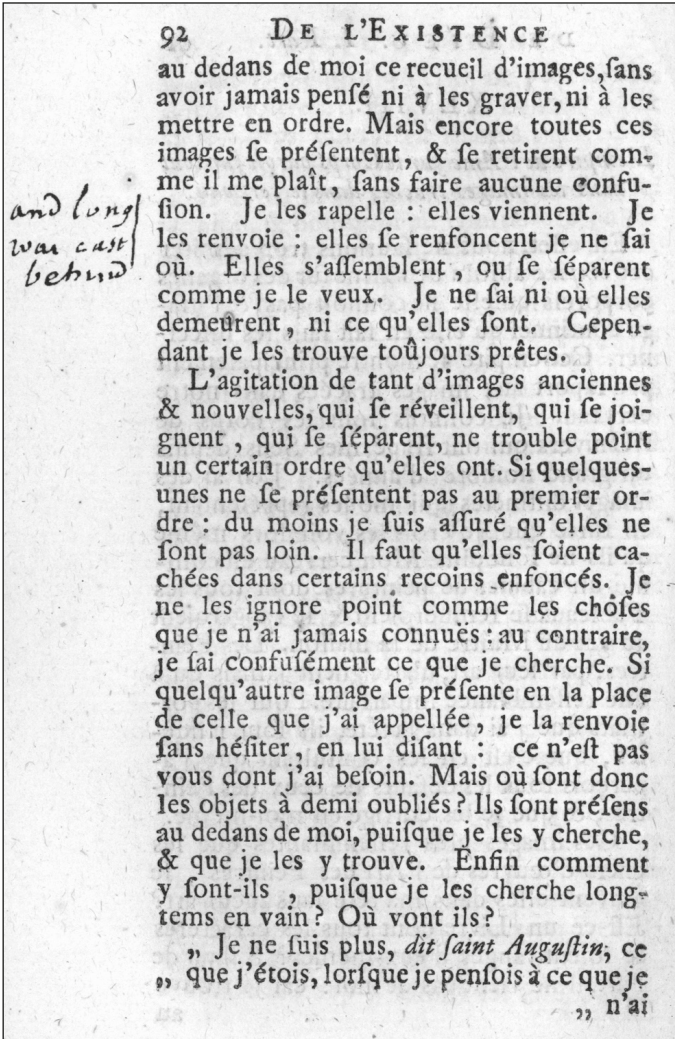 92 DE L'EXISTENCE
au dedans de moi ce recueil d'images, ſans
avoir jamais penſé ni à les graver, ni à les
mettre en ordre. Mais encore toutes ces
images ſe préſentent, & ſe retirent com-
me il me plaît, ſans faire aucune confu-
ſion. Je les rapelle : elles viennent. Je
les renvoie : elles ſe renfoncent je ne ſai
où. Elles s'aſſemblent, ou ſe ſéparent
comme je le veux. Je ne ſai ni où elles
demeurent, ni ce qu'elles ſont. Cepen-
dant je les trouve toûjours prêtes.
L'agitation de tant d'images anciennes
& nouvelles, qui ſe réveillent, qui ſe joi-
gnent, qui ſe ſéparent, ne trouble point
un certain ordre qu'elles ont. Si quelques-
unes ne ſe préſentent pas au premier or-
dre : du moins je ſuis aſſuré qu'elles ne
ſont pas loin. Il faut qu'elles ſoient ca-
chées dans certains recoins enfoncés. Je
ne les ignore point comme les choſes
que je n'ai jamais connuës : au contraire,
je ſai confuſément ce que je cherche. Si
quelqu'autre image ſe préſente en la place
de celle que j'ai appellée, je la renvoie
ſans héſiter, en lui diſant : ce n'eſt pas
vous dont j'ai beſoin. Mais où ſont donc
les objets à demi oubliés ? Ils ſont préſens
au dedans de moi, puiſque je les y cherche,
& que je les y trouve. Enfin comment
y ſont-ils, puiſque je les cherche long-
tems en vain ? Où vont ils ?
„ Je ne ſuis plus, dit ſaint Auguſtin, ce
„ que j'étois, lorſque je penſois à ce que je
„ n'ai
and long
war cast
behind